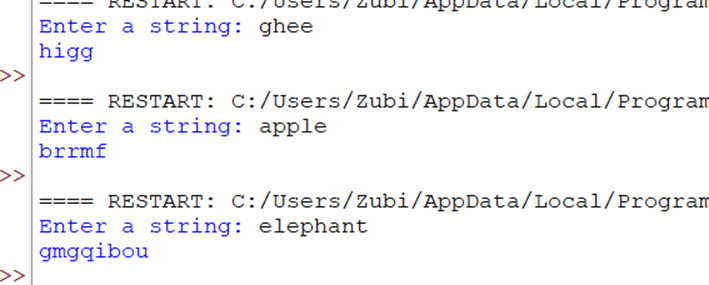 ==== RESTART: C:/Users/Zubi/AppData/Local/Program
Enter a string: ghee
higg
>>
==== RESTART: C:/Users/Zubi/AppData/Local/Program
Enter a string: apple
brrmf
>>
==== RESTART: C:/Users/Zubi/AppData/Local/Program
Enter a string: elephant
gmgqibou
>>